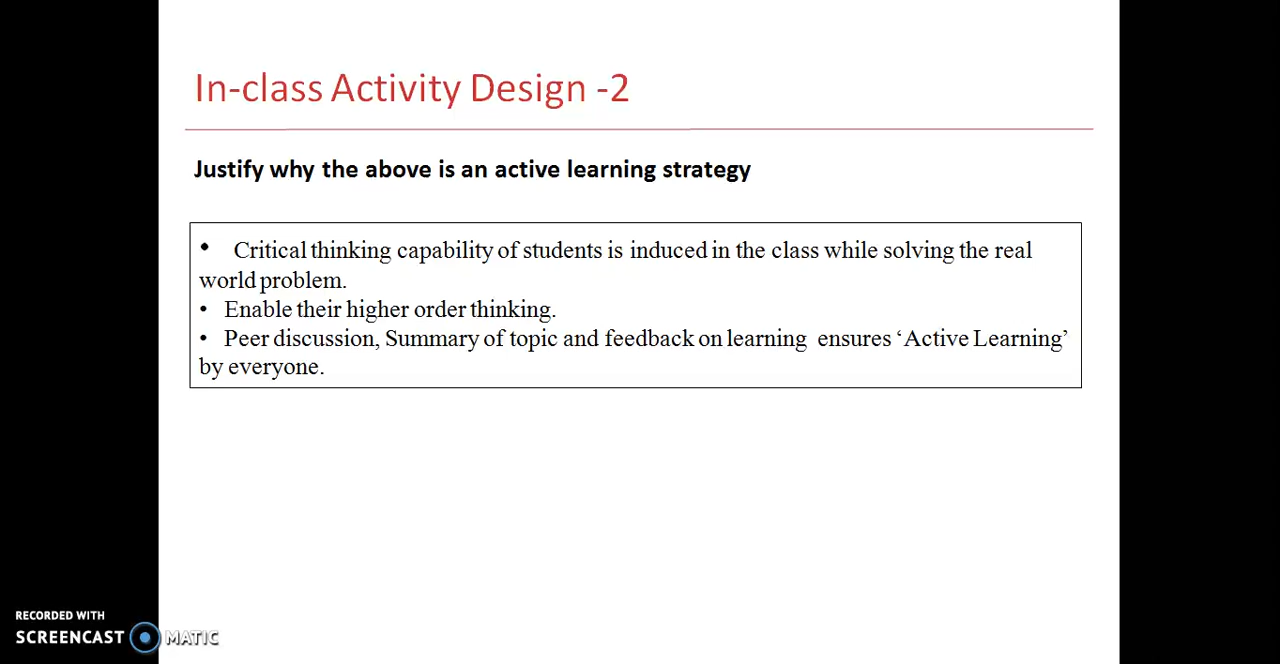 In-class Activity Design -2
Justify why the above is an active learning strategy
• Critical thinking capability of students is induced in the class while solving the real
world problem.
• Enable their higher order thinking.
• Peer discussion, Summary of topic and feedback on learning ensures ‘Active Learning’
by everyone.
RECORDED WITH
SCREENCAST MATIC